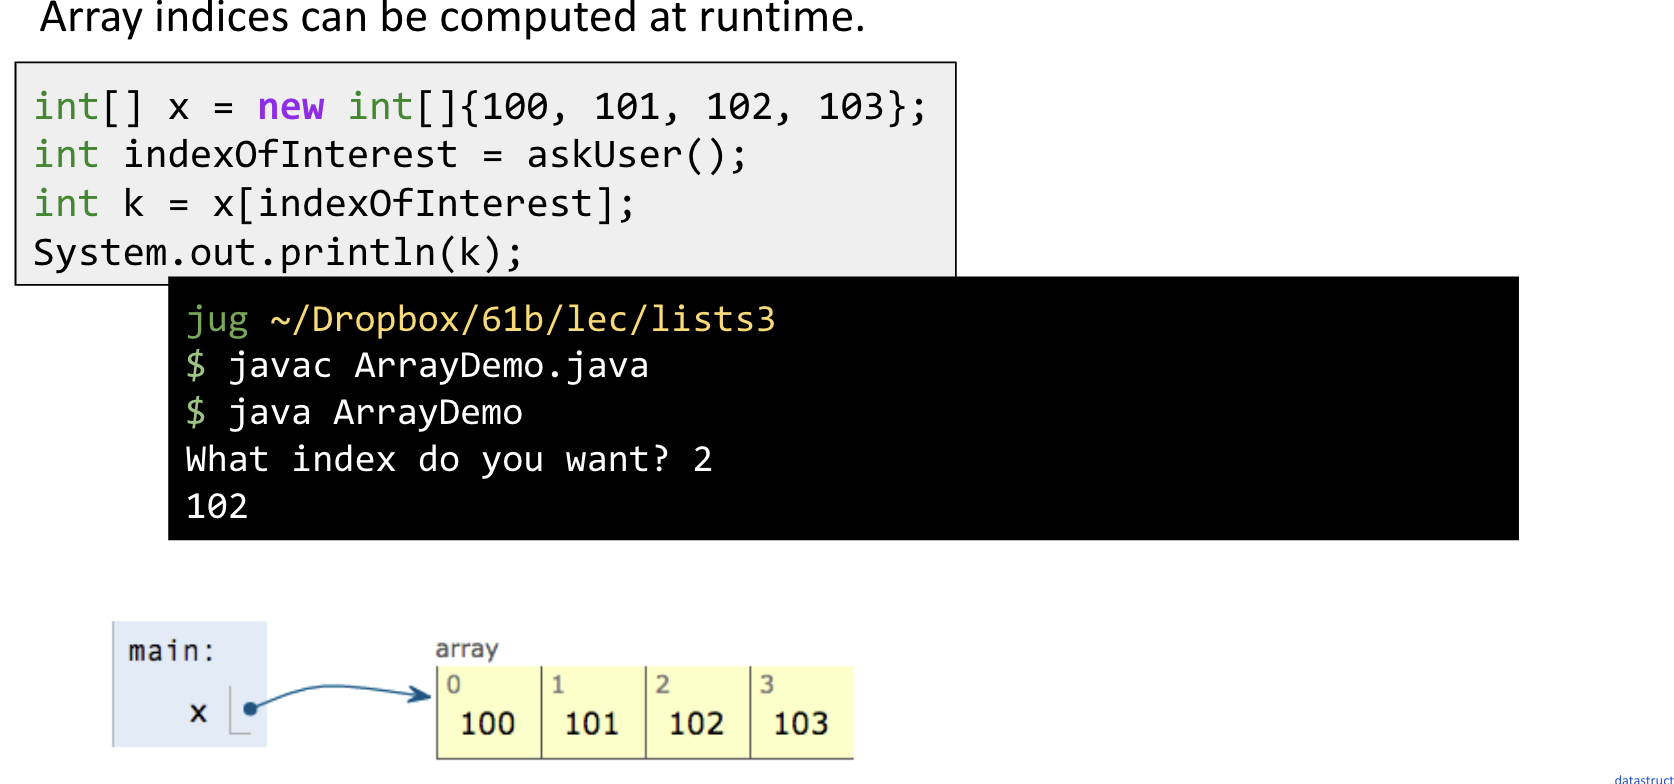 Array indices can be computed at runtime.
int[] x = new int[]{100, 101, 102, 103};
int indexOfInterest = askUser();
int k = x[indexOfInterest];
System.out.println(k);
jug ~/Dropbox/61b/lec/lists3
$ javac ArrayDemo.java
$ java ArrayDemo
What index do you want? 2
102
main:
x
array
0 1 2 3
100 101 102 103
datastruct